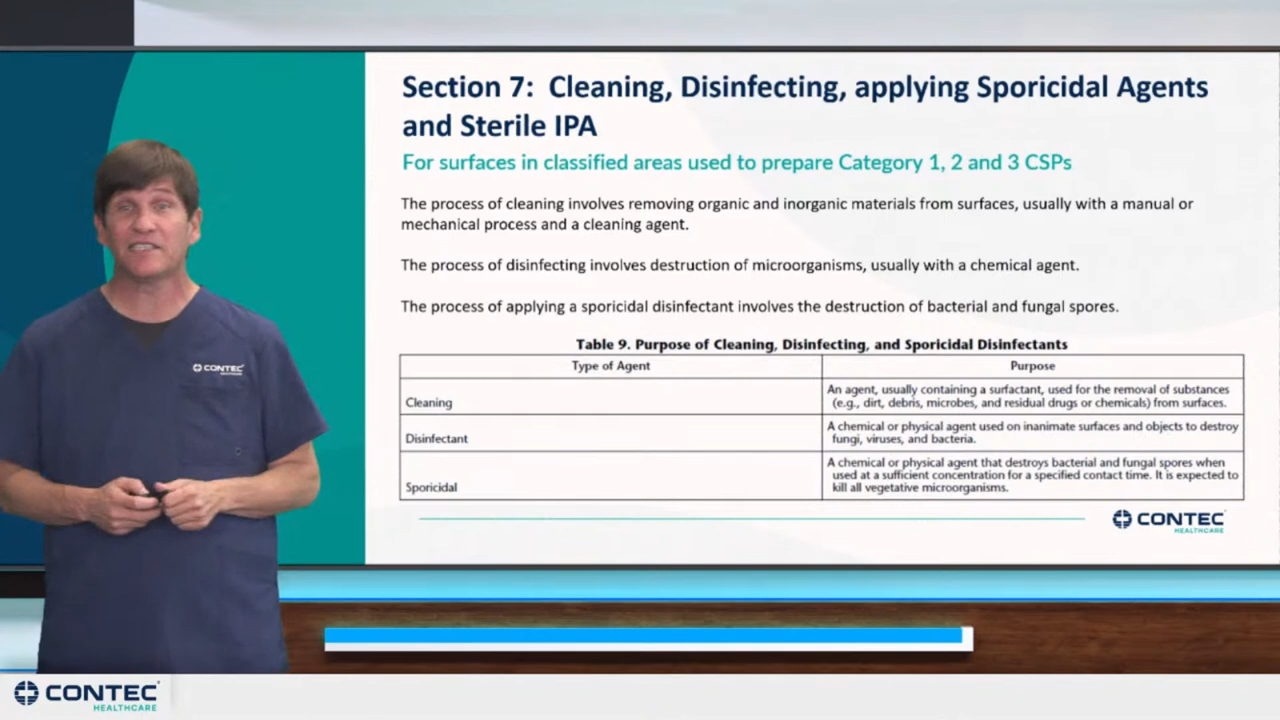 Section 7: Cleaning, Disinfecting, applying Sporicidal Agents
and Sterile IPA
For surfaces in classified areas used to prepare Category 1, 2 and 3 CSPs
The process of cleaning involves removing organic and inorganic materials from surfaces, usually with a manual or
mechanical process and a cleaning agent.
The process of disinfecting involves destruction of microorganisms, usually with a chemical agent.
The process of applying a sporicidal disinfectant involves the destruction of bacterial and fungal spores.
Table 9. Purpose of Cleaning, Disinfecting, and Sporicidal Disinfectants
Type of Agent Purpose
Cleaning
An agent, usually containing a surfactant, used for the removal of substances
(e.g., dirt, debris, microbes, and residual drugs or chemicals) from surfaces.
Disinfectant
A chemical or physical agent used on inanimate surfaces and objects to destroy
fungi, viruses, and bacteria.
Sporicidal
A chemical or physical agent that destroys bacterial and fungal spores when
used at a sufficient concentration for a specified contact time. It is expected to
kill all vegetative microorganisms.
CONTEC
HEALTHCARE
CONTEC
HEALTHCARE
CONTEC
HEALTHCARE